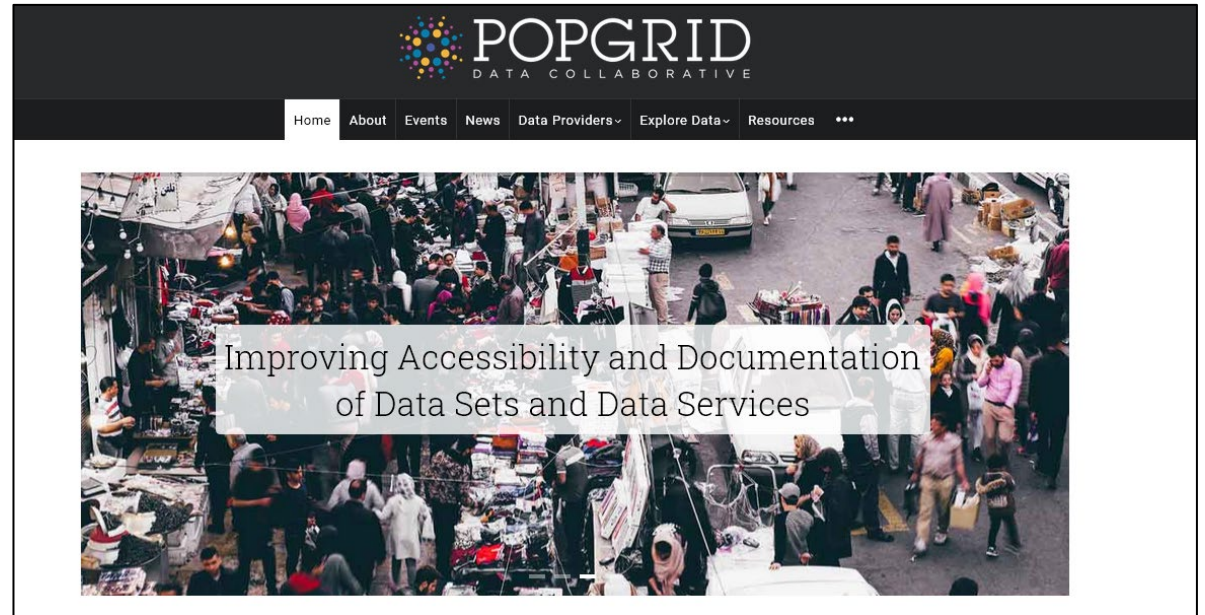 POPGRID
DATA COLLABORATIVE
Home About Events News Data Providers Explore Data Resources •••
تلفن
Improving Accessibility and Documentation
of Data Sets and Data Services